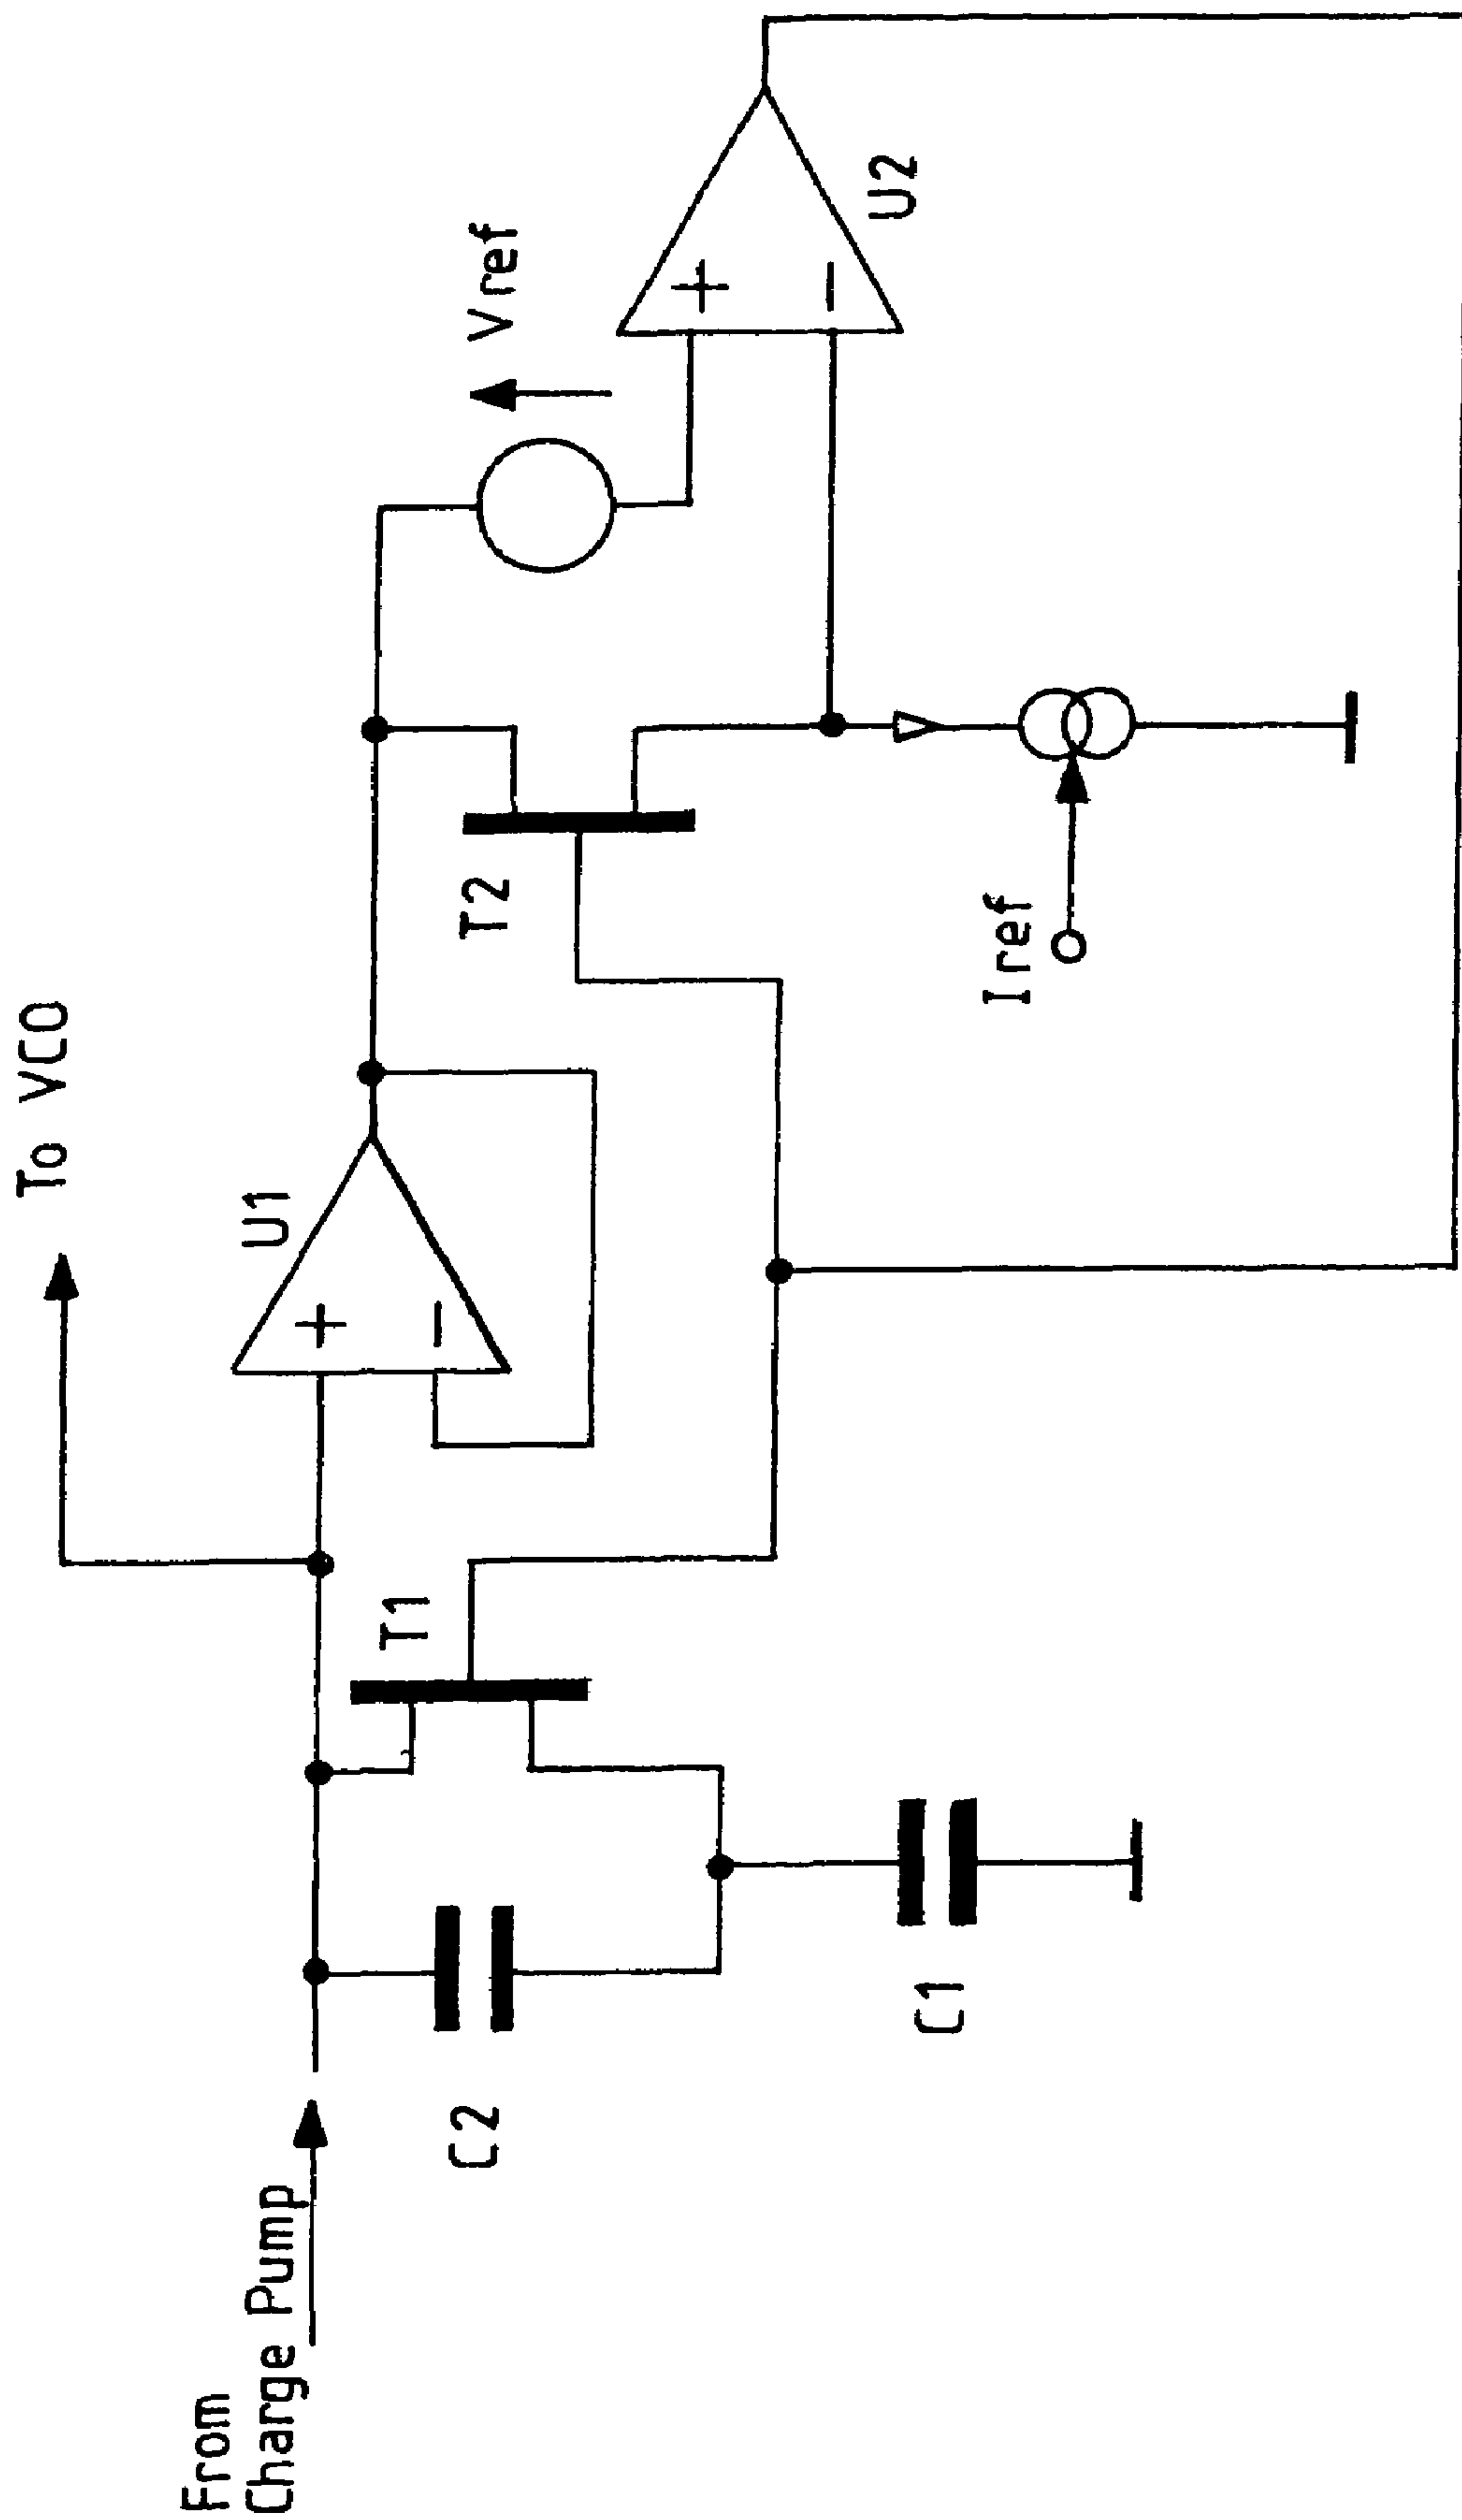 To VCO
From
Charge Pump
C2
C1
T1
U1
T2
Iref
Vref
U2
+
−
+
−